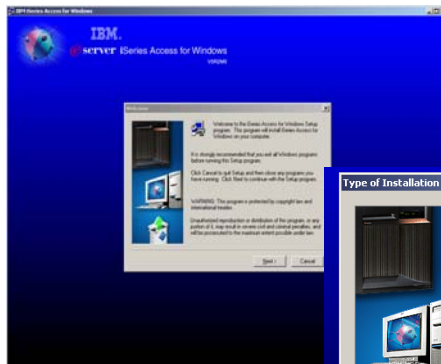 IBM iSeries Access for Windows
IBM.
@server iSeries Access for Windows
V5R2M0
Welcome
Welcome to the iSeries Access for Windows Setup
program. This program will install iSeries Access for
Windows on your computer.
It is strongly recommended that you exit all Windows programs
before running this Setup program.
Click Cancel to quit Setup and then close any programs you
have running. Click Next to continue with the Setup program.
WARNING: This program is protected by copyright law and
international treaties.
Unauthorized reproduction or distribution of this program, or any
portion of it, may result in severe civil and criminal penalties, and
will be prosecuted to the maximum extent possible under law.
Next >
Cancel
Type of Installation